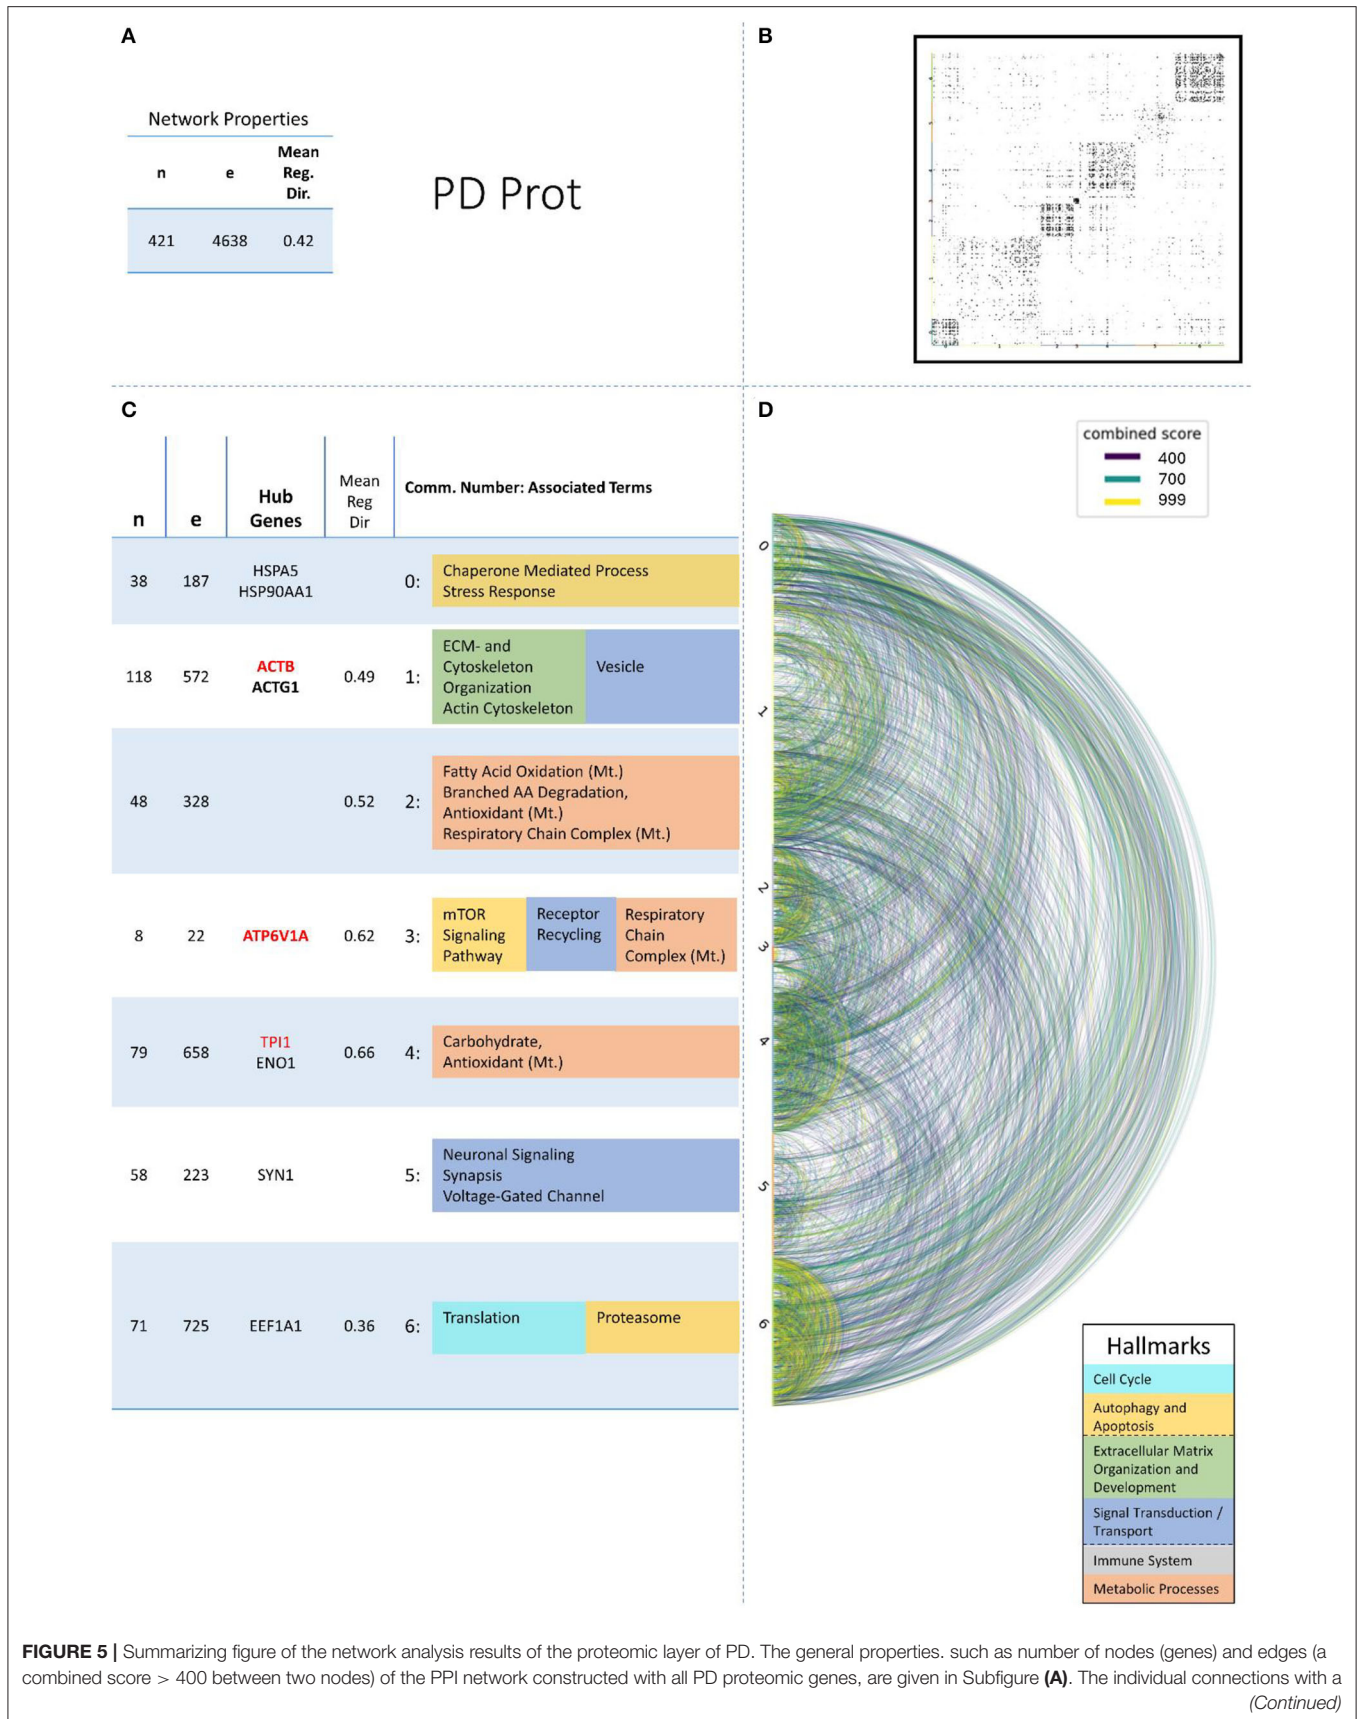 A
Network Properties
n e Mean Reg. Dir.
421 4638 0.42
PD Prot
B
C
n e Hub Genes Mean Reg Dir Comm. Number: Associated Terms
38 187 HSPA5 HSP90AA1 0:
Chaperone Mediated Process
Stress Response
118 572 ACTB ACTG1 0.49 1:
ECM- and
Cytoskeleton
Organization
Actin Cytoskeleton
Vesicle
48 328 0.52 2:
Fatty Acid Oxidation (Mt.)
Branched AA Degradation,
Antioxidant (Mt.)
Respiratory Chain Complex (Mt.)
8 22 ATP6V1A 0.62 3:
mTOR
Signaling
Pathway
Receptor
Recycling
Respiratory
Chain
Complex (Mt.)
79 658 TPI1 ENO1 0.66 4:
Carbohydrate,
Antioxidant (Mt.)
58 223 SYN1 5:
Neuronal Signaling
Synapsis
Voltage-Gated Channel
71 725 EEF1A1 0.36 6:
Translation
Proteasome
D
combined score
400
700
999
0
1
2
3
4
5
6
Hallmarks
Cell Cycle
Autophagy and
Apoptosis
Extracellular Matrix
Organization and
Development
Signal Transduction /
Transport
Immune System
Metabolic Processes
FIGURE 5 | Summarizing figure of the network analysis results of the proteomic layer of PD. The general properties. such as number of nodes (genes) and edges (a
combined score > 400 between two nodes) of the PPI network constructed with all PD proteomic genes, are given in Subfigure (A). The individual connections with a
(Continued)